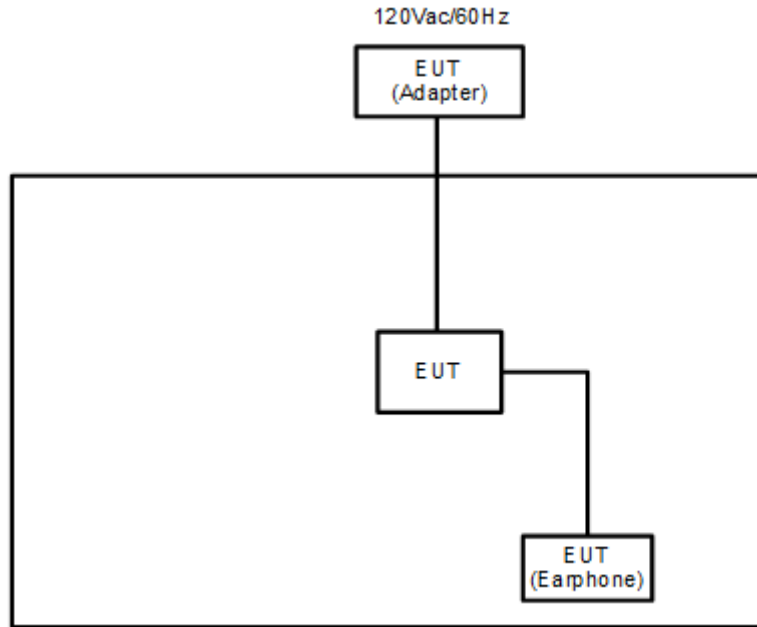 120Vac/60Hz
EUT
(Adapter)
EUT
EUT
(Earphone)